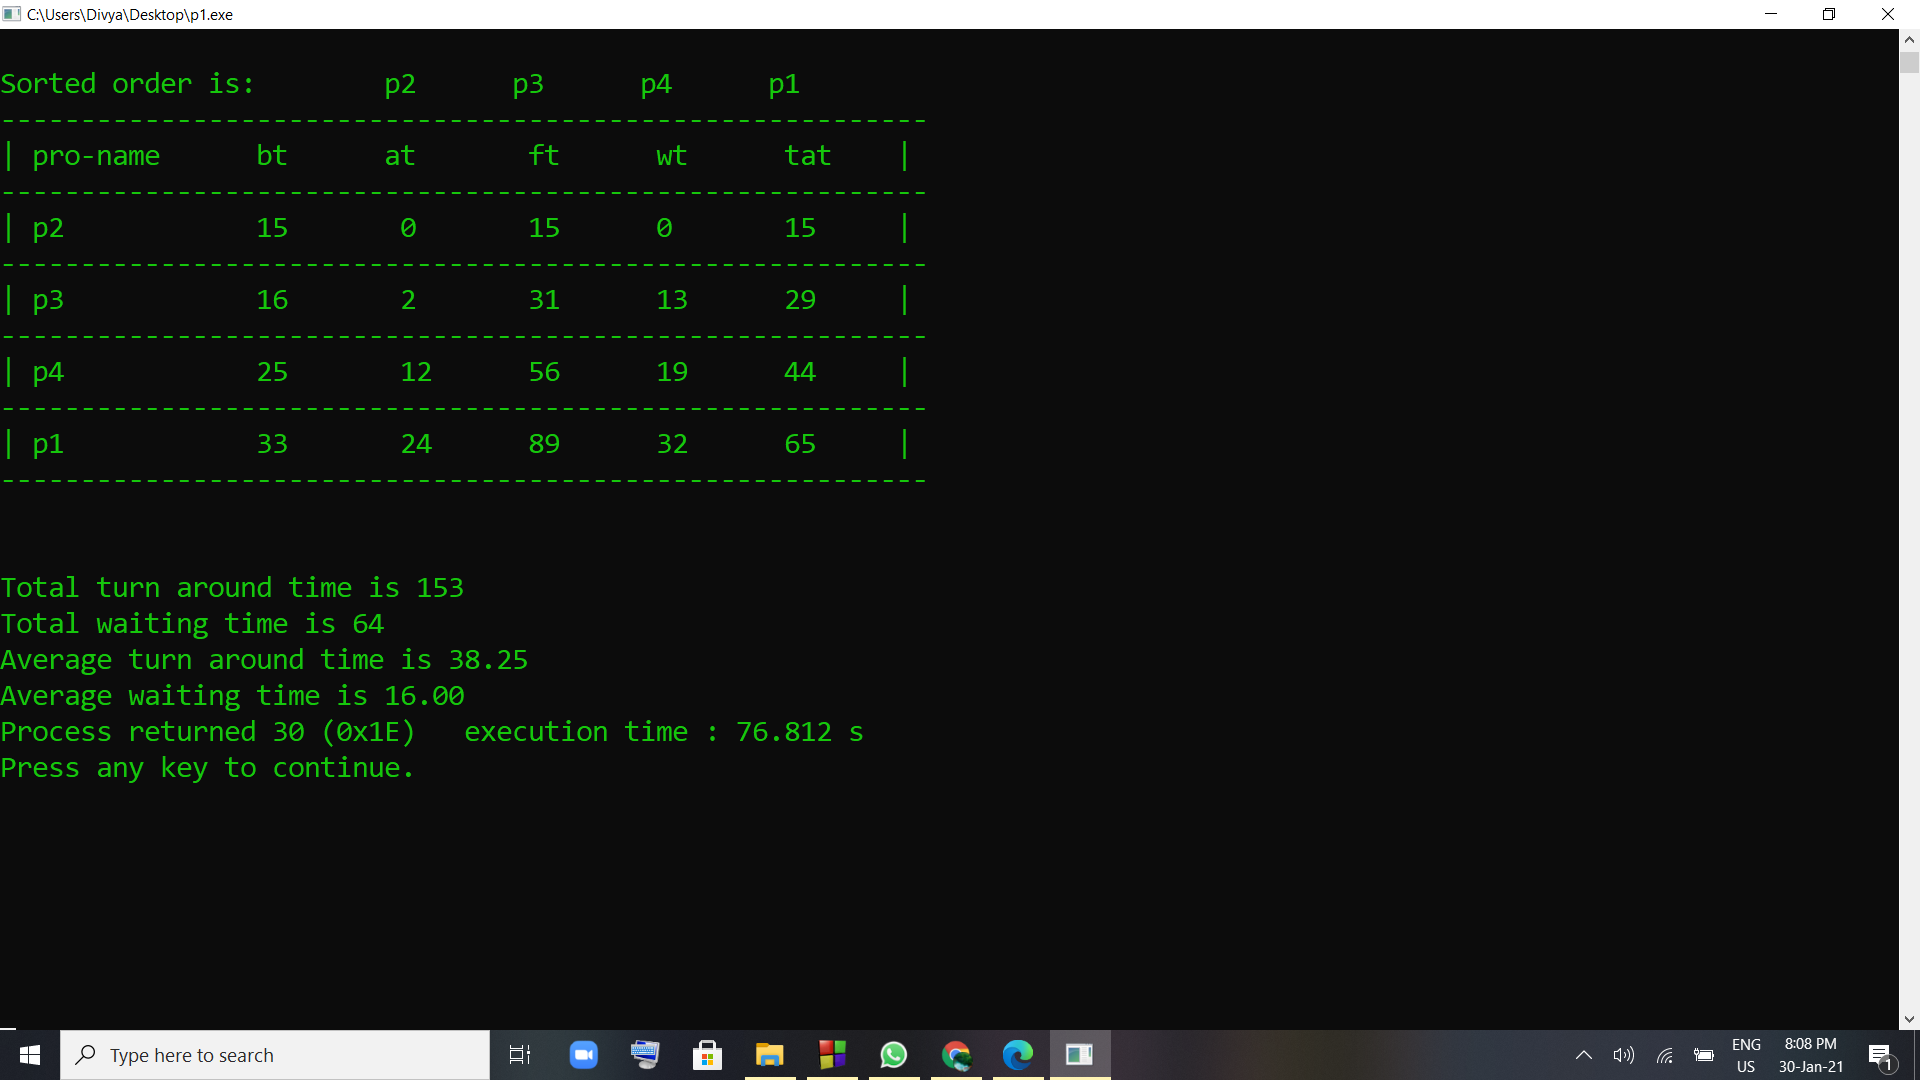 C:\Users\Divya\Desktop\p1.exe
Sorted order is: p2 p3 p4 p1
----------------------------------------------------------
| pro-name bt at ft wt tat |
----------------------------------------------------------
| p2 15 0 15 0 15 |
----------------------------------------------------------
| p3 16 2 31 13 29 |
----------------------------------------------------------
| p4 25 12 56 19 44 |
----------------------------------------------------------
| p1 33 24 89 32 65 |
----------------------------------------------------------
Total turn around time is 153
Total waiting time is 64
Average turn around time is 38.25
Average waiting time is 16.00
Process returned 30 (0x1E) execution time : 76.812 s
Press any key to continue.
Type here to search
ENG
US
8:08 PM
30-Jan-21
1